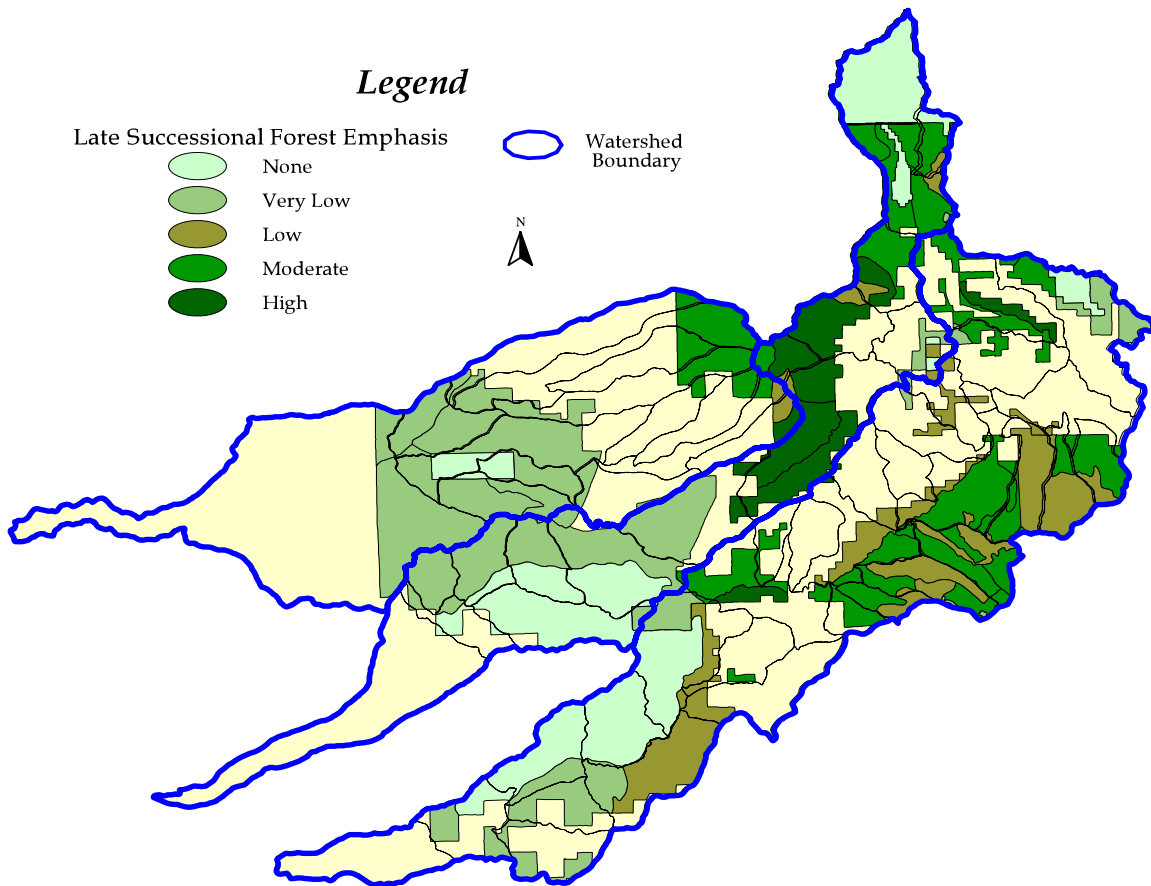 Legend
Late Successional Forest Emphasis
None
Very Low
Low
Moderate
High
Watershed
Boundary
N